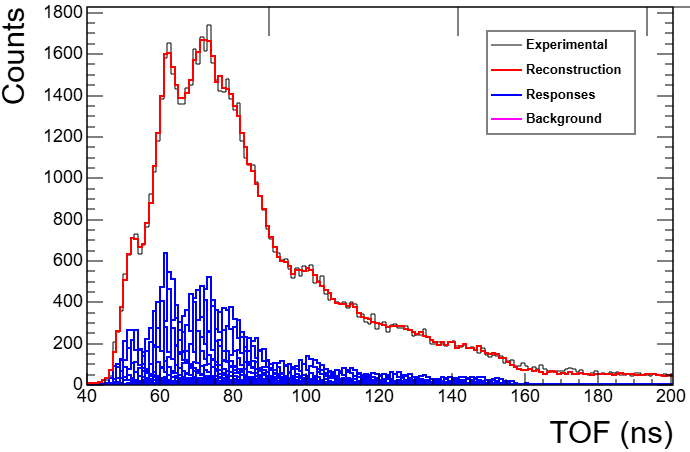 Counts
1800
1600
1400
1200
1000
800
600
400
200
0
40 60 80 100 120 140 160 180 200
TOF (ns)
Experimental
Reconstruction
Responses
Background